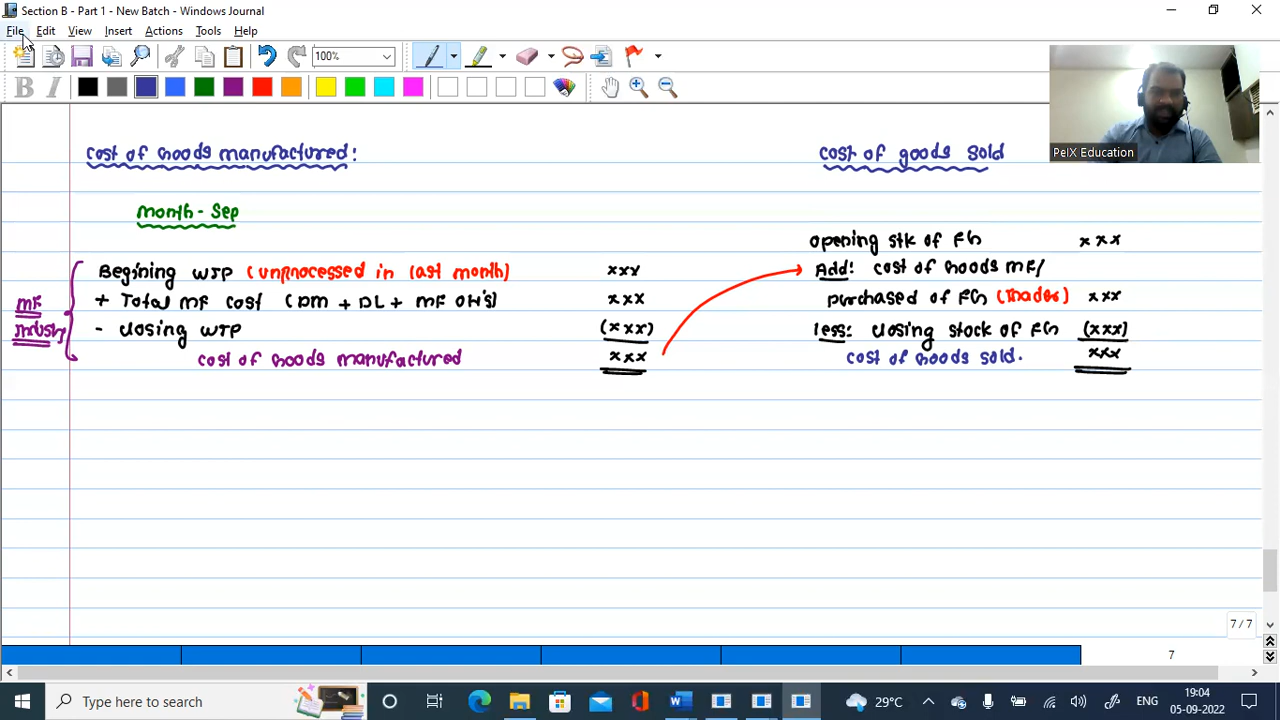 Section B - Part 1 - New Batch - Windows Journal
File Edit View Insert Actions Tools Help
100%
B I
PelX Education
Cost of Goods manufactured:
Cost of goods sold
Month - Sep
Opening stk of FG xxx
Begining WIP (unprocessed in last month) xxx
Add: Cost of Goods MF/
MF
+ Total MF cost (DM + DL + MF OH's) xxx
purchased of FG (Trader) xxx
Industry
- Closing WIP (xxx)
less: Closing stock of FG (xxx)
Cost of Goods manufactured xxx
Cost of Goods sold. xxx
7 / 7
7
Type here to search
29°C
ENG
19:04
05-09-2022